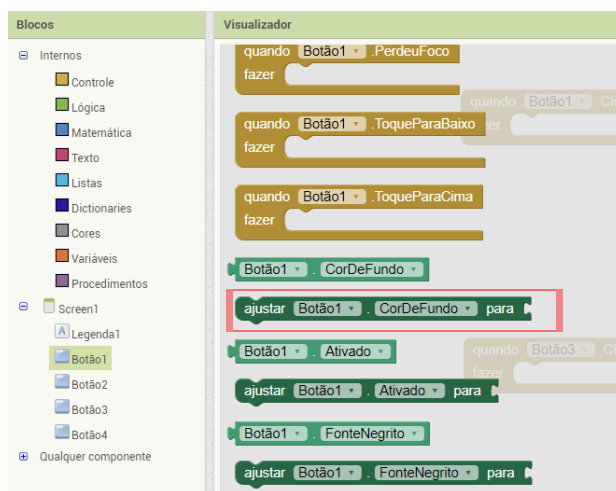 Blocos
Internos
Controle
Lógica
Matemática
Texto
Listas
Dictionaries
Cores
Variáveis
Procedimentos
Screen1
A Legenda1
Botão1
Botão2
Botão3
Botão4
Qualquer componente
Visualizador
quando Botão1 .PerdeuFoco
fazer
quando Botão1 .ToqueParaBaixo
fazer
quando Botão1 .ToqueParaCima
fazer
Botão1 . CorDeFundo
ajustar Botão1 . CorDeFundo para
Botão1 . Ativado
ajustar Botão1 . Ativado para
Botão1 . FonteNegrito
ajustar Botão1 . FonteNegrito para
quando Botão1
quando Botão3
fazer